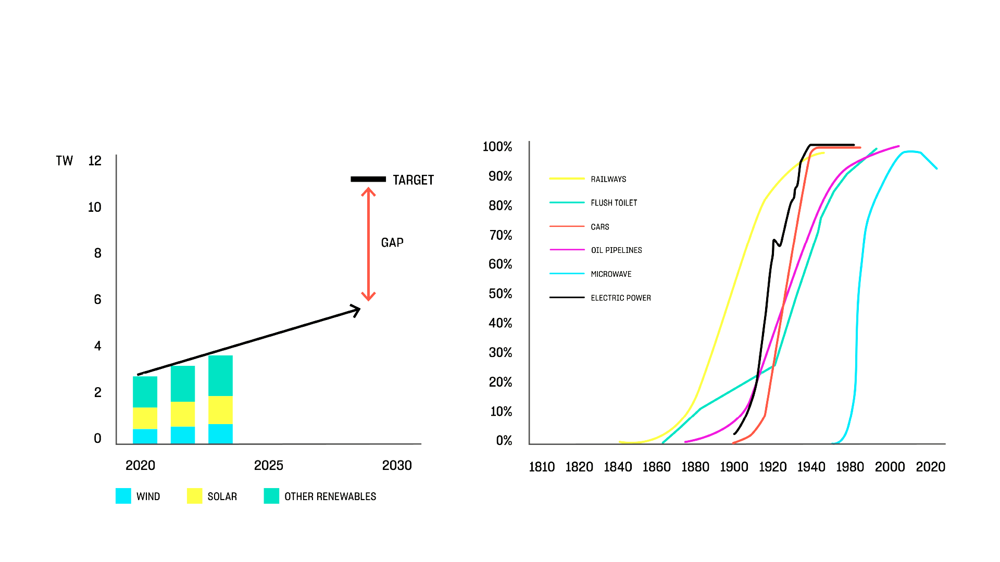 TW 12
10
8
6
4
2
0
TARGET
GAP
2020 2025 2030
WIND SOLAR OTHER RENEWABLES
100%
90%
80%
70%
60%
50%
40%
30%
20%
10%
0%
RAILWAYS
FLUSH TOILET
CARS
OIL PIPELINES
MICROWAVE
ELECTRIC POWER
1810 1820 1840 1860 1880 1900 1920 1940 1980 2000 2020